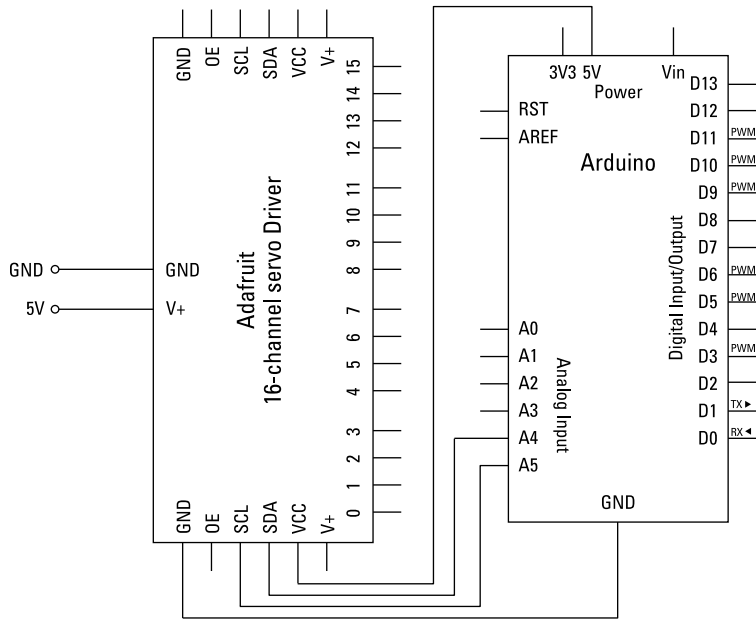 GND
OE
SCL
SDA
VCC
V+
15
14
13
12
11
10
9
8
7
6
5
4
3
2
1
0
GND
5V
GND
V+
Adafruit
16-channel servo Driver
GND
OE
SCL
SDA
VCC
V+
3V3 5V
Power
Vin
RST
AREF
Arduino
A0
A1
A2
A3
A4
A5
Analog Input
Digital Input/Output
D13
D12
D11 PWM
D10 PWM
D9 PWM
D8
D7
D6 PWM
D5 PWM
D4
D3 PWM
D2
D1 TX ►
D0 RX ◄
GND